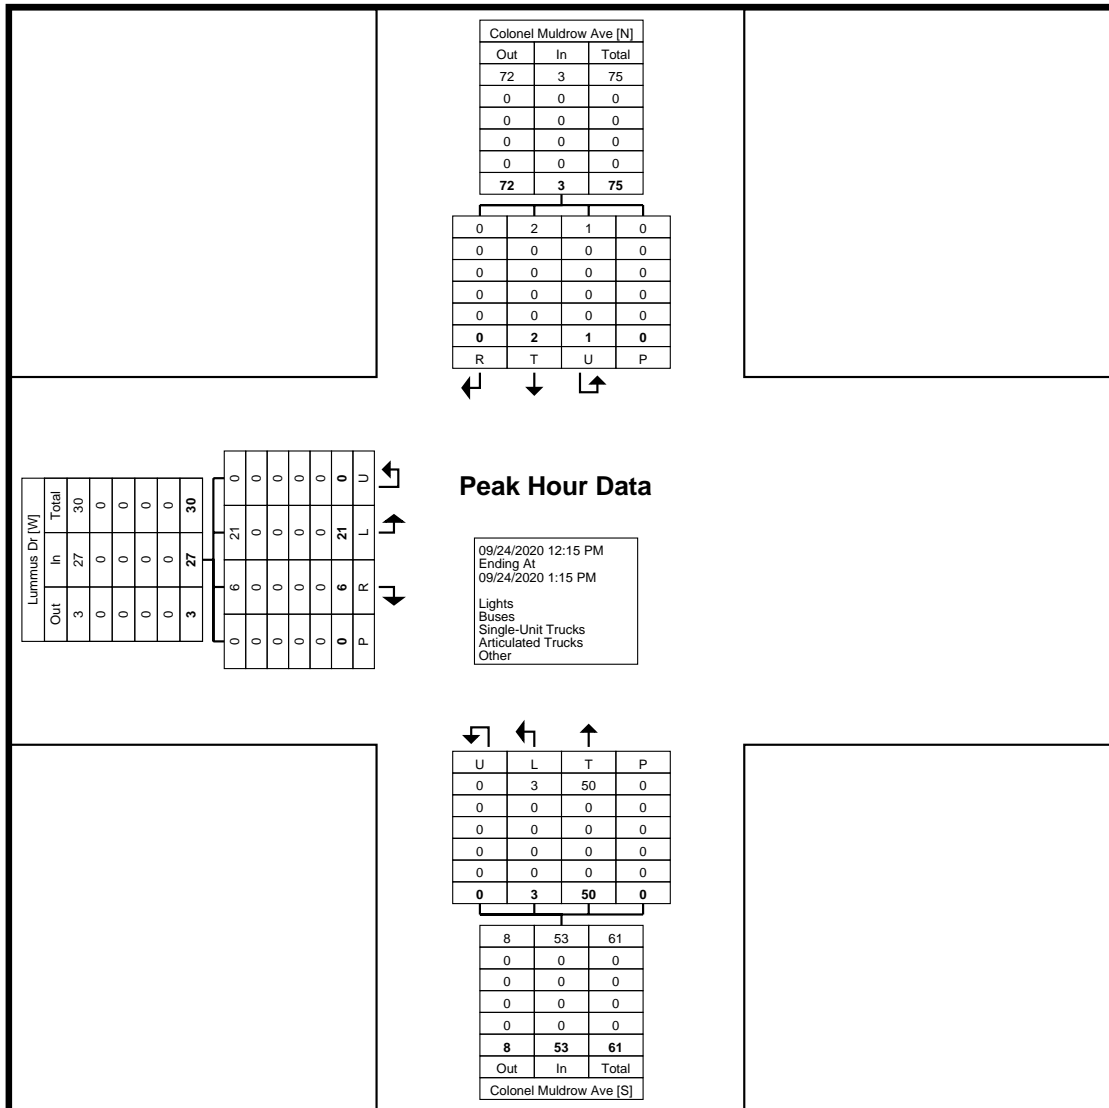 Colonel Muldrow Ave [N]
Out In Total
72 3 75
0 0 0
0 0 0
0 0 0
0 0 0
72 3 75
0 2 1 0
0 0 0 0
0 0 0 0
0 0 0 0
0 0 0 0
0 2 1 0
R T U P
Lummus Dr [W]
Out In Total
3 27 30
0 0 0
0 0 0
0 0 0
0 0 0
3 27 30
0 6 21 0
0 0 0 0
0 0 0 0
0 0 0 0
0 0 0 0
0 6 21 0
P R L U
Peak Hour Data
09/24/2020 12:15 PM
Ending At
09/24/2020 1:15 PM
Lights
Buses
Single-Unit Trucks
Articulated Trucks
Other
U L T P
0 3 50 0
0 0 0 0
0 0 0 0
0 0 0 0
0 0 0 0
0 3 50 0
8 53 61
0 0 0
0 0 0
0 0 0
0 0 0
8 53 61
Out In Total
Colonel Muldrow Ave [S]